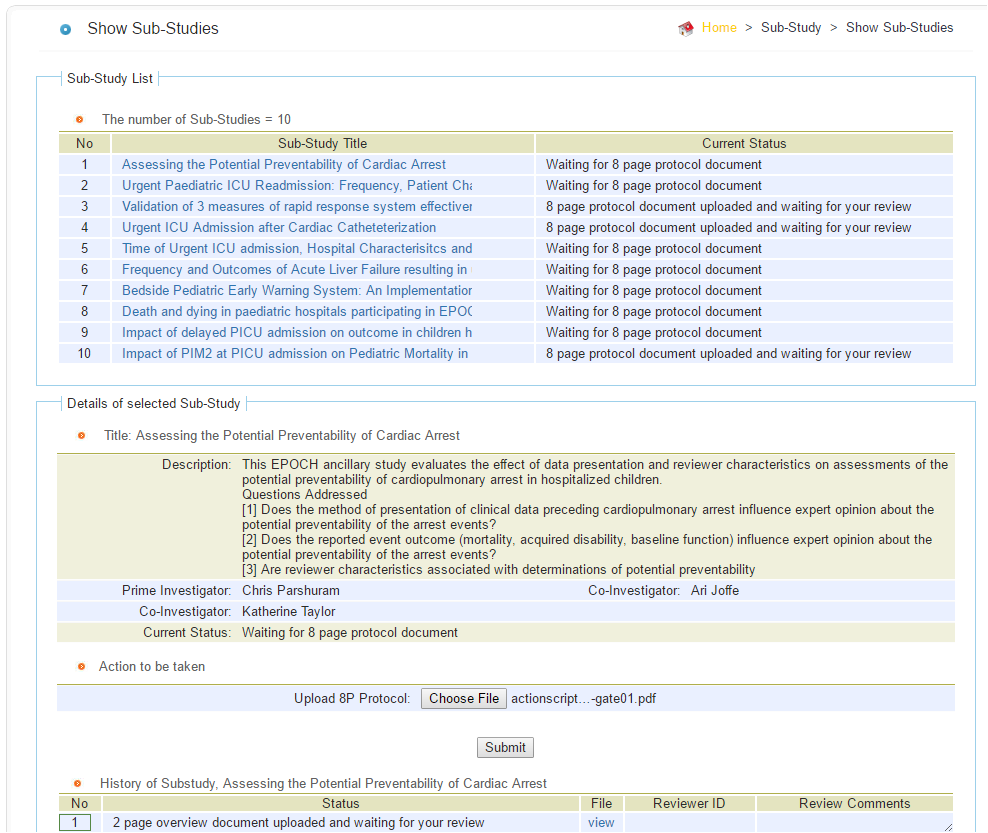 Show Sub-Studies
Home > Sub-Study > Show Sub-Studies
Sub-Study List
The number of Sub-Studies = 10
No Sub-Study Title Current Status
1 Assessing the Potential Preventability of Cardiac Arrest Waiting for 8 page protocol document
2 Urgent Paediatric ICU Readmission: Frequency, Patient Cha Waiting for 8 page protocol document
3 Validation of 3 measures of rapid response system effectiver 8 page protocol document uploaded and waiting for your review
4 Urgent ICU Admission after Cardiac Catheteterization 8 page protocol document uploaded and waiting for your review
5 Time of Urgent ICU admission, Hospital Characterisitcs and Waiting for 8 page protocol document
6 Frequency and Outcomes of Acute Liver Failure resulting in Waiting for 8 page protocol document
7 Bedside Pediatric Early Warning System: An Implementation Waiting for 8 page protocol document
8 Death and dying in paediatric hospitals participating in EPOC Waiting for 8 page protocol document
9 Impact of delayed PICU admission on outcome in children h Waiting for 8 page protocol document
10 Impact of PIM2 at PICU admission on Pediatric Mortality in 8 page protocol document uploaded and waiting for your review
Details of selected Sub-Study
Title: Assessing the Potential Preventability of Cardiac Arrest
Description: This EPOCH ancillary study evaluates the effect of data presentation and reviewer characteristics on assessments of the
potential preventability of cardiopulmonary arrest in hospitalized children.
Questions Addressed
[1] Does the method of presentation of clinical data preceding cardiopulmonary arrest influence expert opinion about the
potential preventability of the arrest events?
[2] Does the reported event outcome (mortality, acquired disability, baseline function) influence expert opinion about the
potential preventability of the arrest events?
[3] Are reviewer characteristics associated with determinations of potential preventability
Prime Investigator: Chris Parshuram Co-Investigator: Ari Joffe
Co-Investigator: Katherine Taylor
Current Status: Waiting for 8 page protocol document
Action to be taken
Upload 8P Protocol: Choose File actionscript...-gate01.pdf
Submit
History of Substudy, Assessing the Potential Preventability of Cardiac Arrest
No Status File Reviewer ID Review Comments
1 2 page overview document uploaded and waiting for your review view